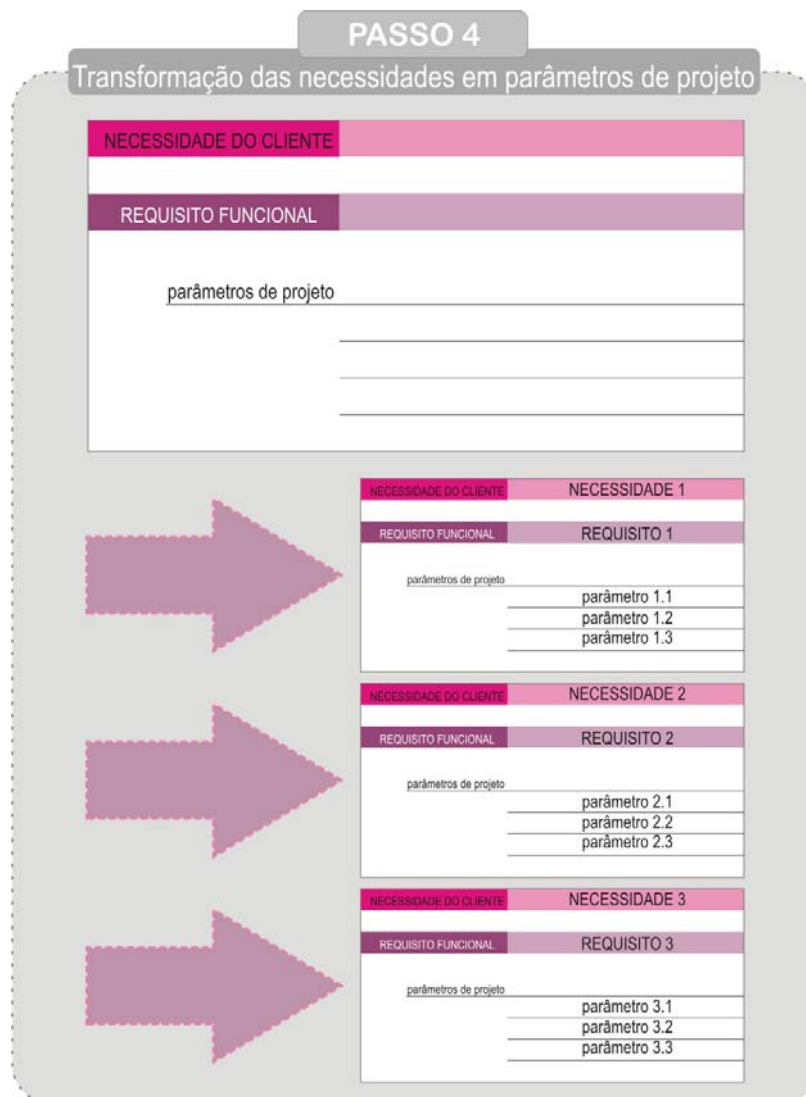 PASSO 4
Transformação das necessidades em parâmetros de projeto
NECESSIDADE DO CLIENTE
REQUISITO FUNCIONAL
parâmetros de projeto
NECESSIDADE DO CLIENTE NECESSIDADE 1
REQUISITO FUNCIONAL REQUISITO 1
parâmetros de projeto
parâmetro 1.1
parâmetro 1.2
parâmetro 1.3
NECESSIDADE DO CLIENTE NECESSIDADE 2
REQUISITO FUNCIONAL REQUISITO 2
parâmetros de projeto
parâmetro 2.1
parâmetro 2.2
parâmetro 2.3
NECESSIDADE DO CLIENTE NECESSIDADE 3
REQUISITO FUNCIONAL REQUISITO 3
parâmetros de projeto
parâmetro 3.1
parâmetro 3.2
parâmetro 3.3